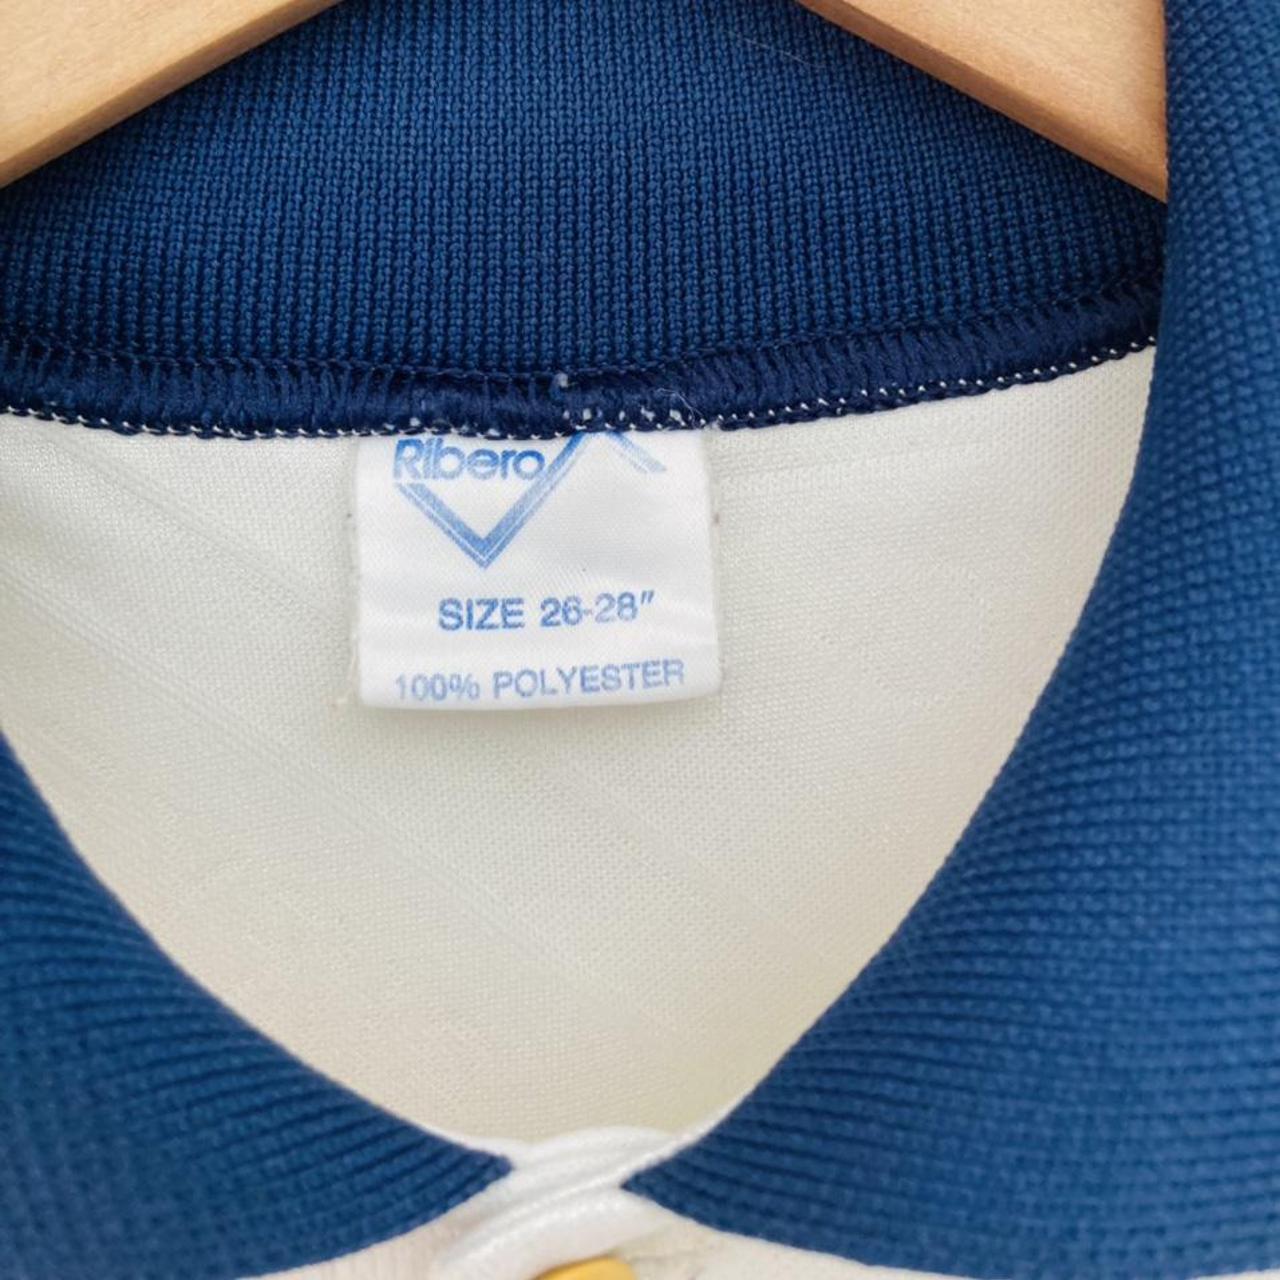 Ribero
SIZE 26-28″
100% POLYESTER